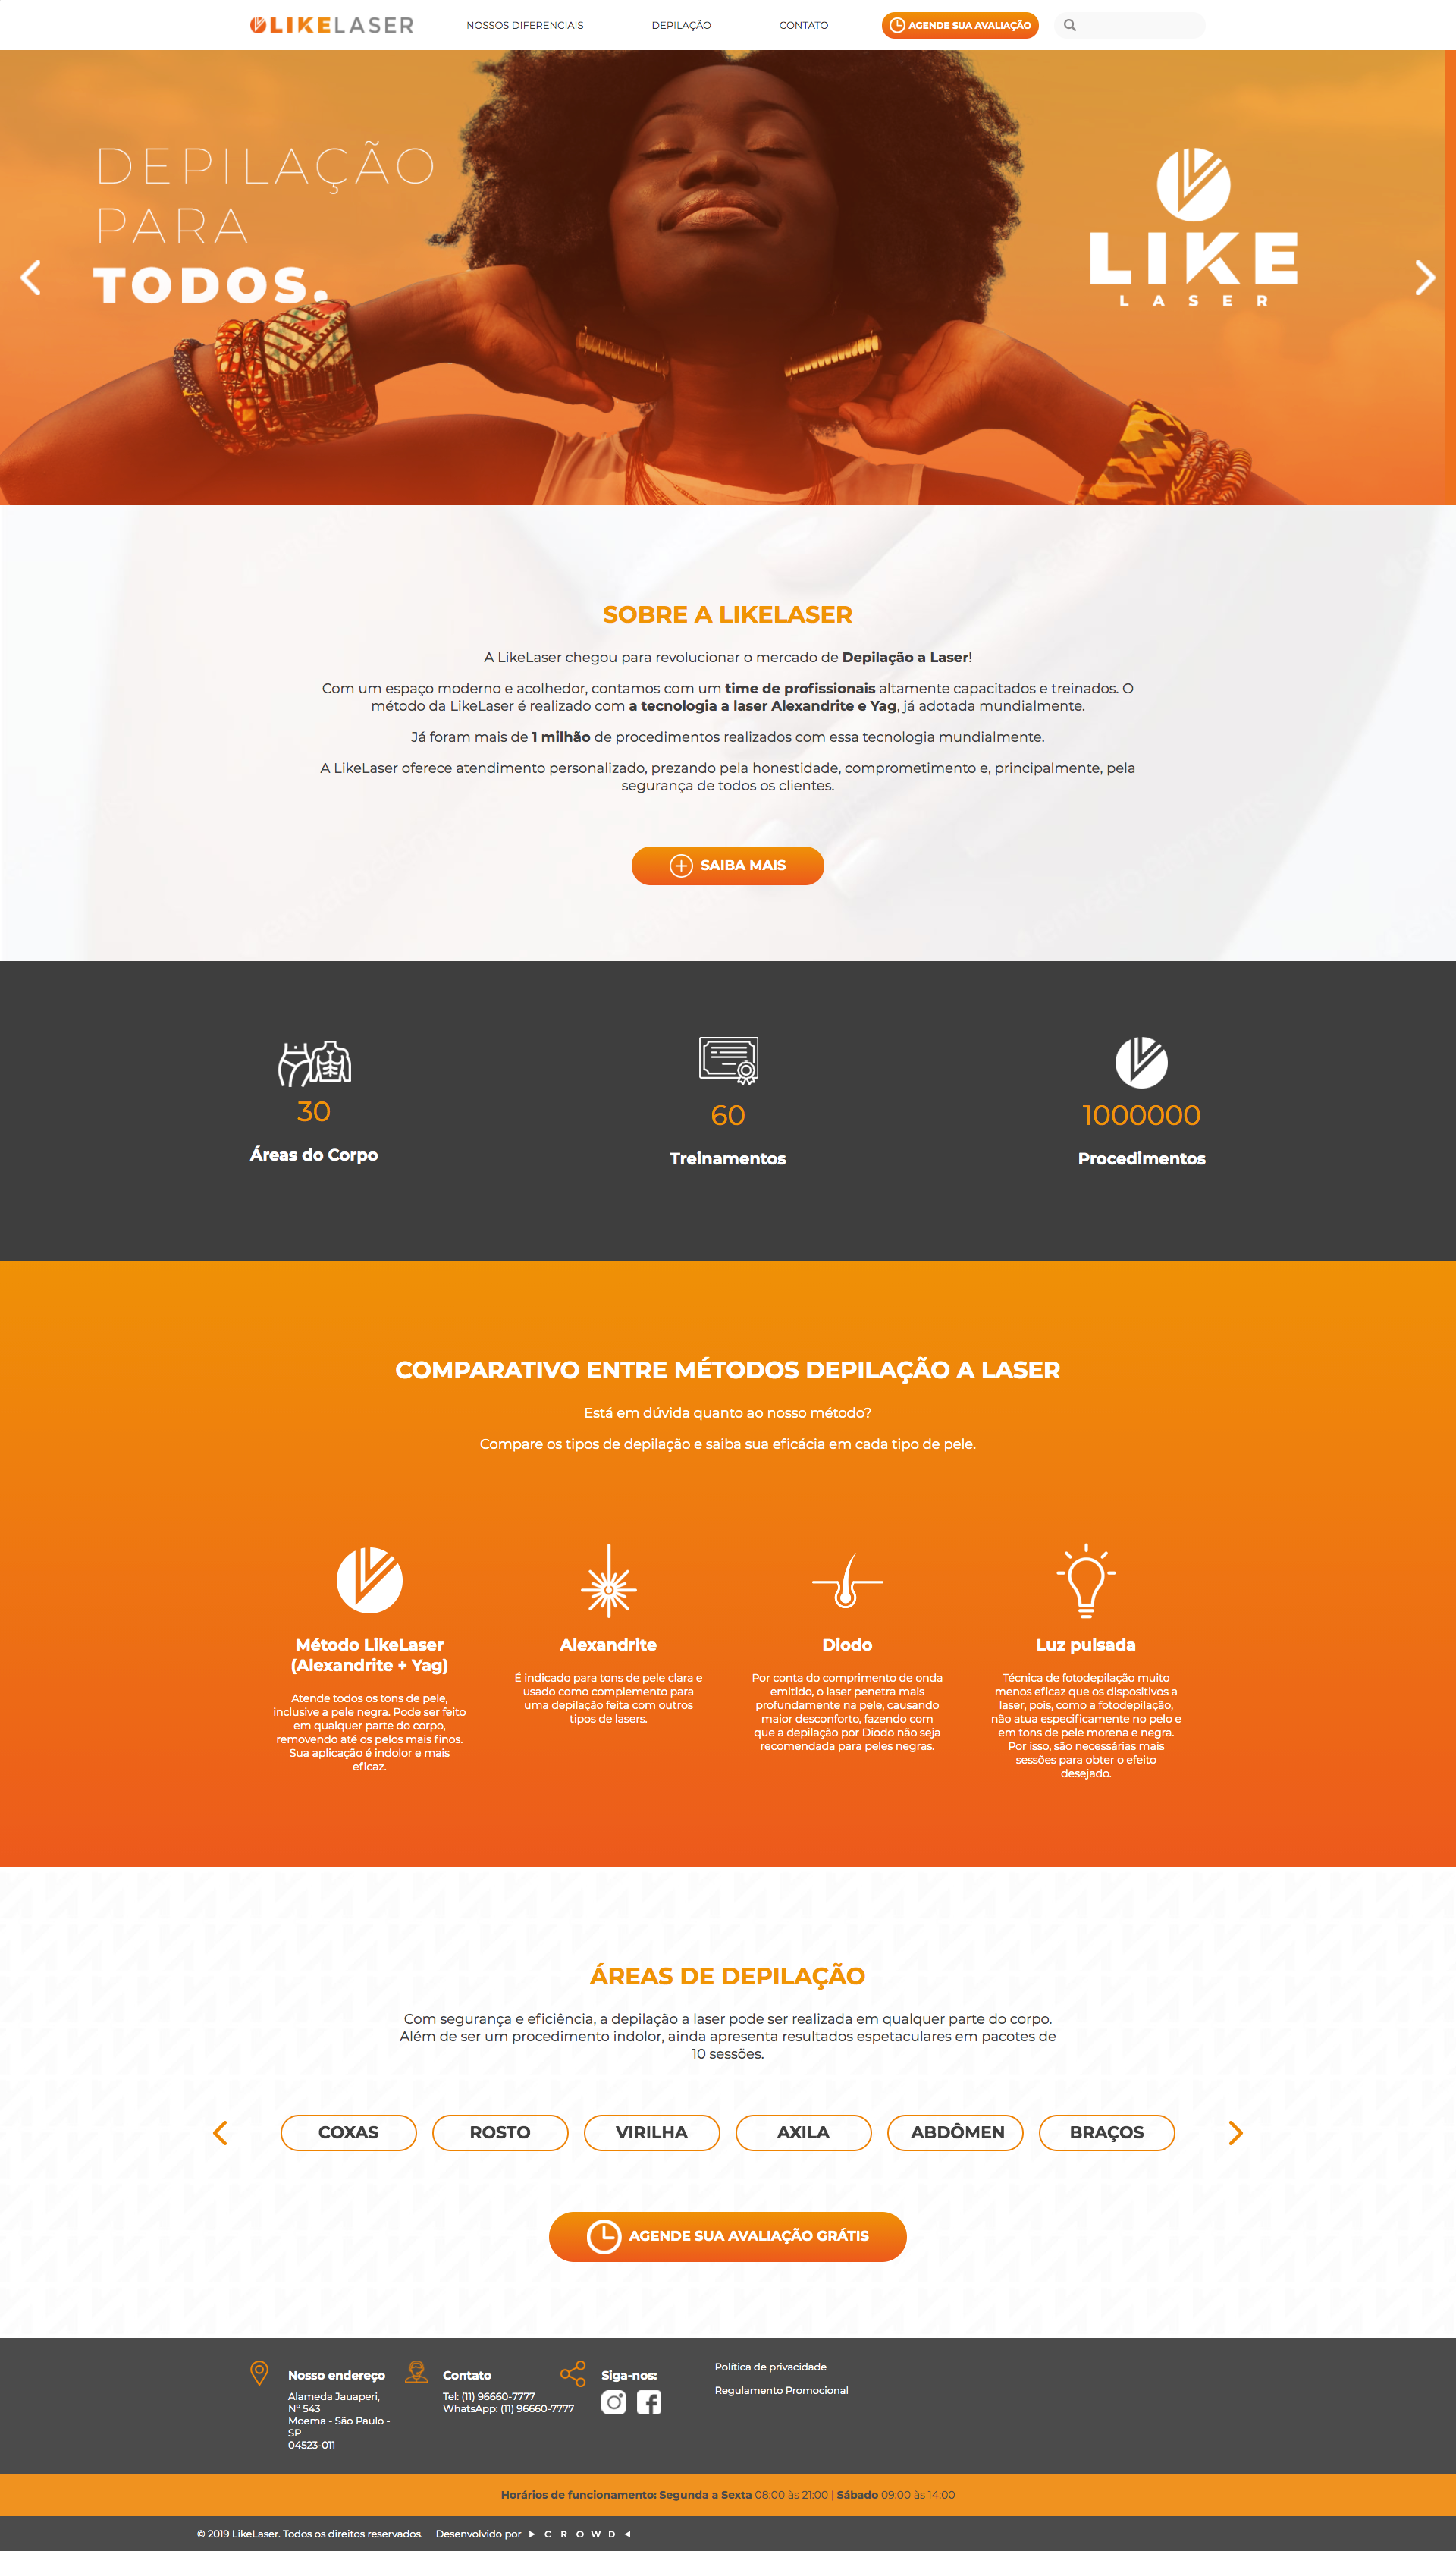 LIKELASER
NOSSOS DIFERENCIAIS
DEPILAÇÃO
CONTATO
AGENDE SUA AVALIAÇÃO
DEPILAÇÃO
PARA
TODOS.
LIKE
LASER
SOBRE A LIKELASER
A LikeLaser chegou para revolucionar o mercado de Depilação a Laser!
Com um espaço moderno e acolhedor, contamos com um time de profissionais altamente capacitados e treinados. O
método da LikeLaser é realizado com a tecnologia a laser Alexandrite e Yag, já adotada mundialmente.
Já foram mais de 1 milhão de procedimentos realizados com essa tecnologia mundialmente.
A LikeLaser oferece atendimento personalizado, prezando pela honestidade, comprometimento e, principalmente, pela
segurança de todos os clientes.
SAIBA MAIS
30
Áreas do Corpo
60
Treinamentos
1000000
Procedimentos
COMPARATIVO ENTRE MÉTODOS DEPILAÇÃO A LASER
Está em dúvida quanto ao nosso método?
Compare os tipos de depilação e saiba sua eficácia em cada tipo de pele.
Método LikeLaser
(Alexandrite + Yag)
Atende todos os tons de pele,
inclusive a pele negra. Pode ser feito
em qualquer parte do corpo,
removendo até os pelos mais finos.
Sua aplicação é indolor e mais
eficaz.
Alexandrite
É indicado para tons de pele clara e
usado como complemento para
uma depilação feita com outros
tipos de lasers.
Diodo
Por conta do comprimento de onda
emitido, o laser penetra mais
profundamente na pele, causando
maior desconforto, fazendo com
que a depilação por Diodo não seja
recomendada para peles negras.
Luz pulsada
Técnica de fotodepilação muito
menos eficaz que os dispositivos a
laser, pois, como a fotodepilação,
não atua especificamente no pelo e
em tons de pele morena e negra.
Por isso, são necessárias mais
sessões para obter o efeito
desejado.
ÁREAS DE DEPILAÇÃO
Com segurança e eficiência, a depilação a laser pode ser realizada em qualquer parte do corpo.
Além de ser um procedimento indolor, ainda apresenta resultados espetaculares em pacotes de
10 sessões.
COXAS
ROSTO
VIRILHA
AXILA
ABDÔMEN
BRAÇOS
AGENDE SUA AVALIAÇÃO GRÁTIS
Nosso endereço
Alameda Jauaperi,
Nº 543
Moema - São Paulo -
SP
04523-011
Contato
Tel: (11) 96660-7777
WhatsApp: (11) 96660-7777
Siga-nos:
Política de privacidade
Regulamento Promocional
Horários de funcionamento: Segunda a Sexta 08:00 às 21:00 | Sábado 09:00 às 14:00
© 2019 LikeLaser. Todos os direitos reservados. Desenvolvido por CROWD